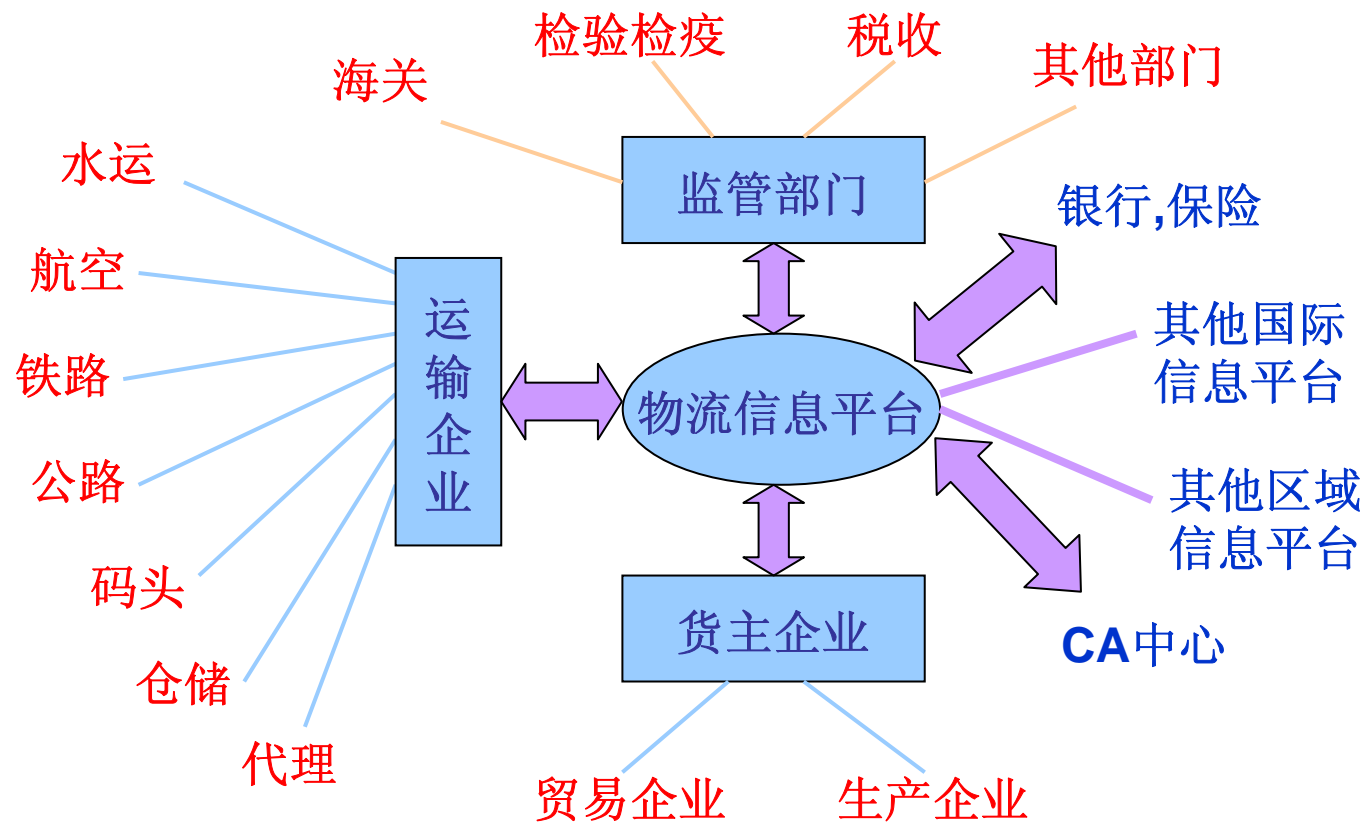 检验检疫
税收
海关
其他部门
水运
监管部门
银行,保险
航空
运
输
企
业
其他国际
信息平台
铁路
物流信息平台
公路
其他区域
信息平台
码头
货主企业
CA中心
仓储
代理
贸易企业
生产企业